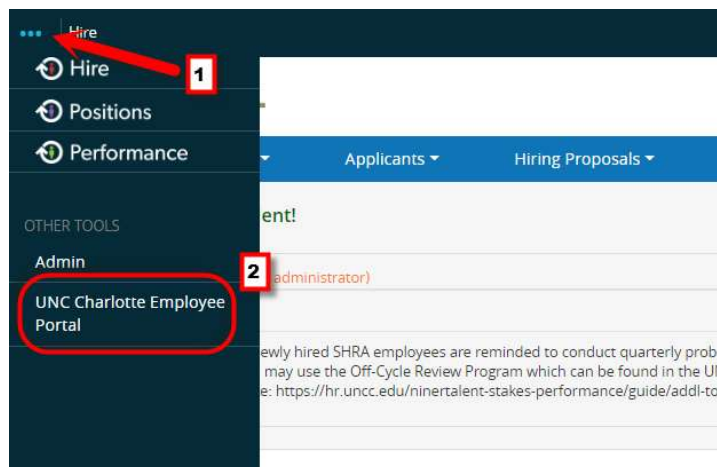 Hire
1
Hire
Positions
Performance
Applicants Hiring Proposals
OTHER TOOLS
ent!
Admin
2
administrator)
UNC Charlotte Employee
Portal
ewly hired SHRA employees are reminded to conduct quarterly prob
may use the Off-Cycle Review Program which can be found in the
e: https://hr.uncc.edu/ninertalent-stakes-performance/guide/addl-to